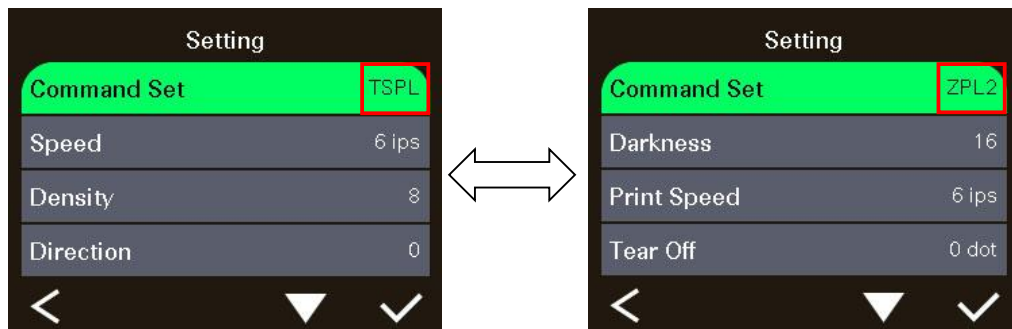 Setting
Command Set TSPL
Speed 6 ips
Density 8
Direction 0
Setting
Command Set ZPL2
Darkness 16
Print Speed 6 ips
Tear Off 0 dot